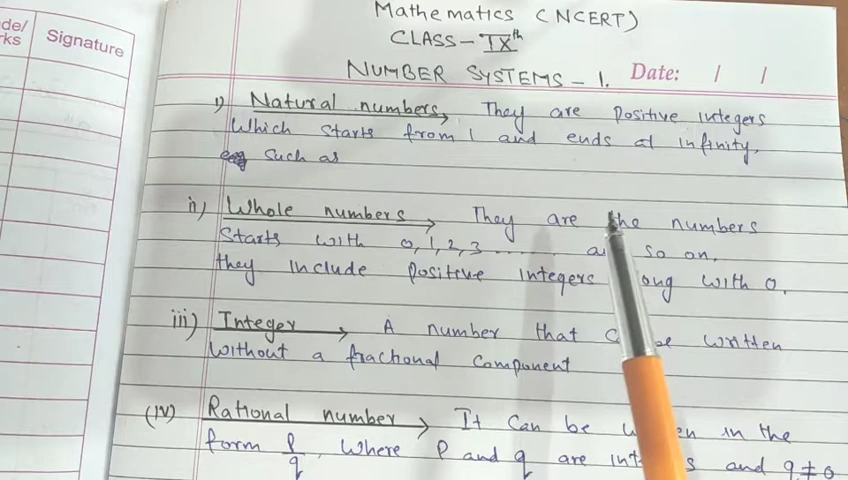 de/
rks
Signature
Mathematics (NCERT)
CLASS - IXth
NUMBER SYSTEMS - 1.
Date: / /
i) Natural numbers → They are positive integers
Which starts from 1 and ends at infinity.
such as
ii) Whole numbers → They are the numbers
Starts with 0, 1, 2, 3 ....... so on.
they include positive integers with 0.
iii) Integer → A number that written
Without a fractional component
(iv) Rational number → It can be in the
form p/q, Where p and q are and q ≠ 0